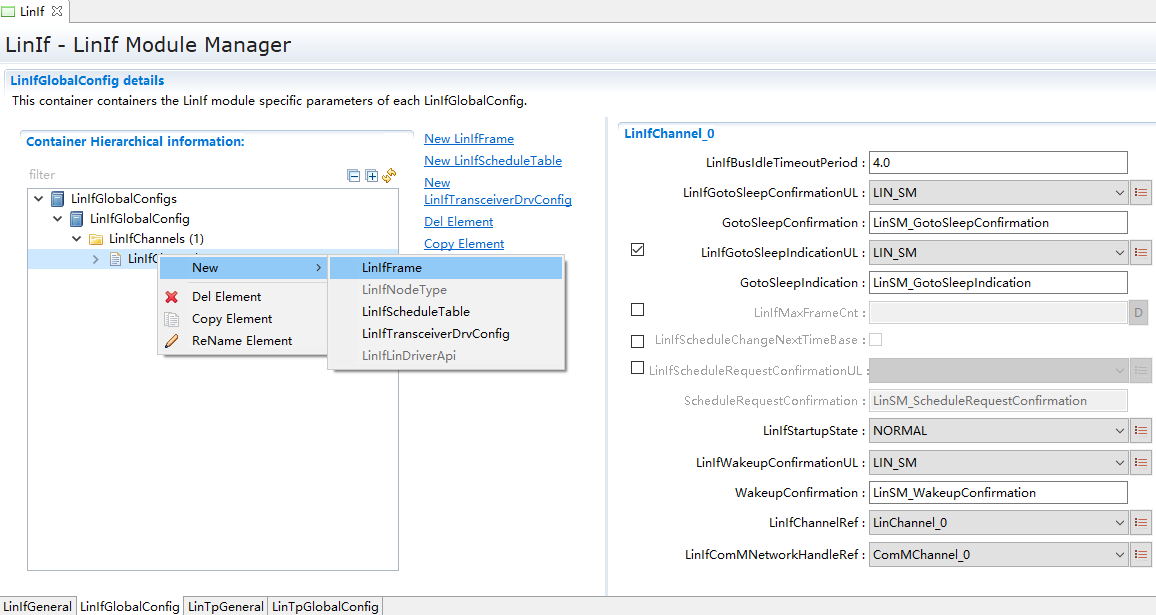 LinIf
LinIf - LinIf Module Manager
LinIfGlobalConfig details
This container containers the LinIf module specific parameters of each LinIfGlobalConfig.
Container Hierarchical information:
filter
LinIfGlobalConfigs
LinIfGlobalConfig
LinIfChannels (1)
New
LinIfFrame
Del Element
LinIfNodeType
Copy Element
LinIfScheduleTable
ReName Element
LinIfTransceiverDrvConfig
LinIfLinDriverApi
New LinIfFrame
New LinIfScheduleTable
New
LinIfTransceiverDrvConfig
Del Element
Copy Element
LinIfChannel_0
LinIfBusIdleTimeoutPeriod : 4.0
LinIfGotoSleepConfirmationUL : LIN_SM
GotoSleepConfirmation : LinSM_GotoSleepConfirmation
LinIfGotoSleepIndicationUL : LIN_SM
GotoSleepIndication : LinSM_GotoSleepIndication
LinIfMaxFrameCnt : D
LinIfScheduleChangeNextTimeBase :
LinIfScheduleRequestConfirmationUL :
ScheduleRequestConfirmation : LinSM_ScheduleRequestConfirmation
LinIfStartupState : NORMAL
LinIfWakeupConfirmationUL : LIN_SM
WakeupConfirmation : LinSM_WakeupConfirmation
LinIfChannelRef : LinChannel_0
LinIfComMNetworkHandleRef : ComMChannel_0
LinIfGeneral LinIfGlobalConfig LinTpGeneral LinTpGlobalConfig